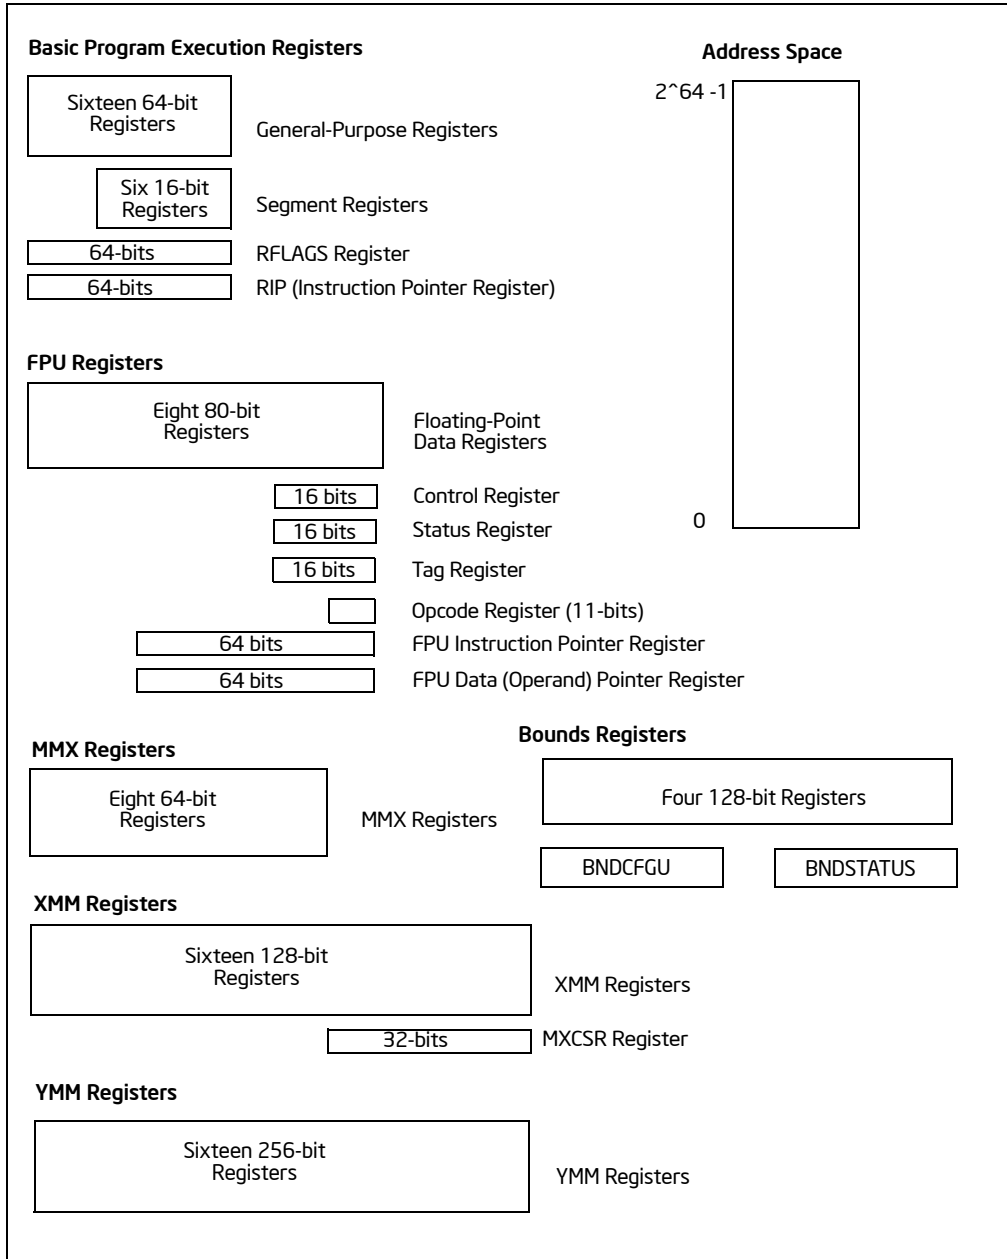 Basic Program Execution Registers
Address Space
2^64 -1
Sixteen 64-bit
Registers
General-Purpose Registers
Six 16-bit
Registers
Segment Registers
64-bits
RFLAGS Register
64-bits
RIP (Instruction Pointer Register)
FPU Registers
Eight 80-bit
Registers
Floating-Point
Data Registers
16 bits
Control Register
0
16 bits
Status Register
16 bits
Tag Register
Opcode Register (11-bits)
64 bits
FPU Instruction Pointer Register
64 bits
FPU Data (Operand) Pointer Register
MMX Registers
Eight 64-bit
Registers
MMX Registers
Bounds Registers
Four 128-bit Registers
BNDCFGU
BNDSTATUS
XMM Registers
Sixteen 128-bit
Registers
XMM Registers
32-bits
MXCSR Register
YMM Registers
Sixteen 256-bit
Registers
YMM Registers